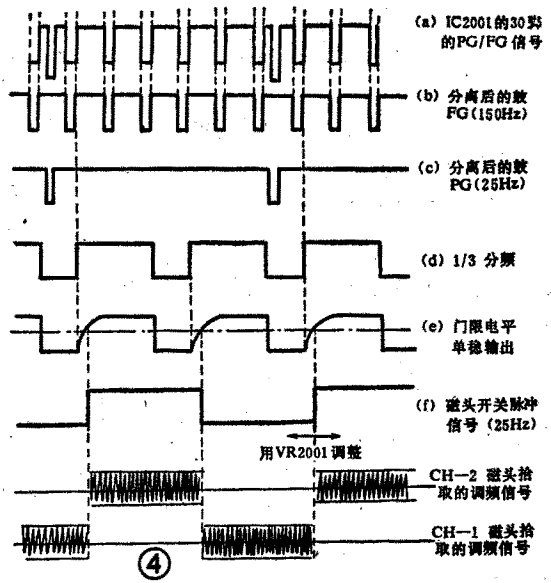 (a) IC2001的30脚
的PG/FG 信号
(b) 分离后的鼓
FG(150Hz)
(c) 分离后的鼓
PG(25Hz)
(d) 1/3 分频
(e) 门限电平
单稳输出
(f) 磁头开关脉冲
信号(25Hz)
用VR2001调整
CH—2 磁头拾
取的调频信号
CH—1 磁头拾
取的调频信号
④